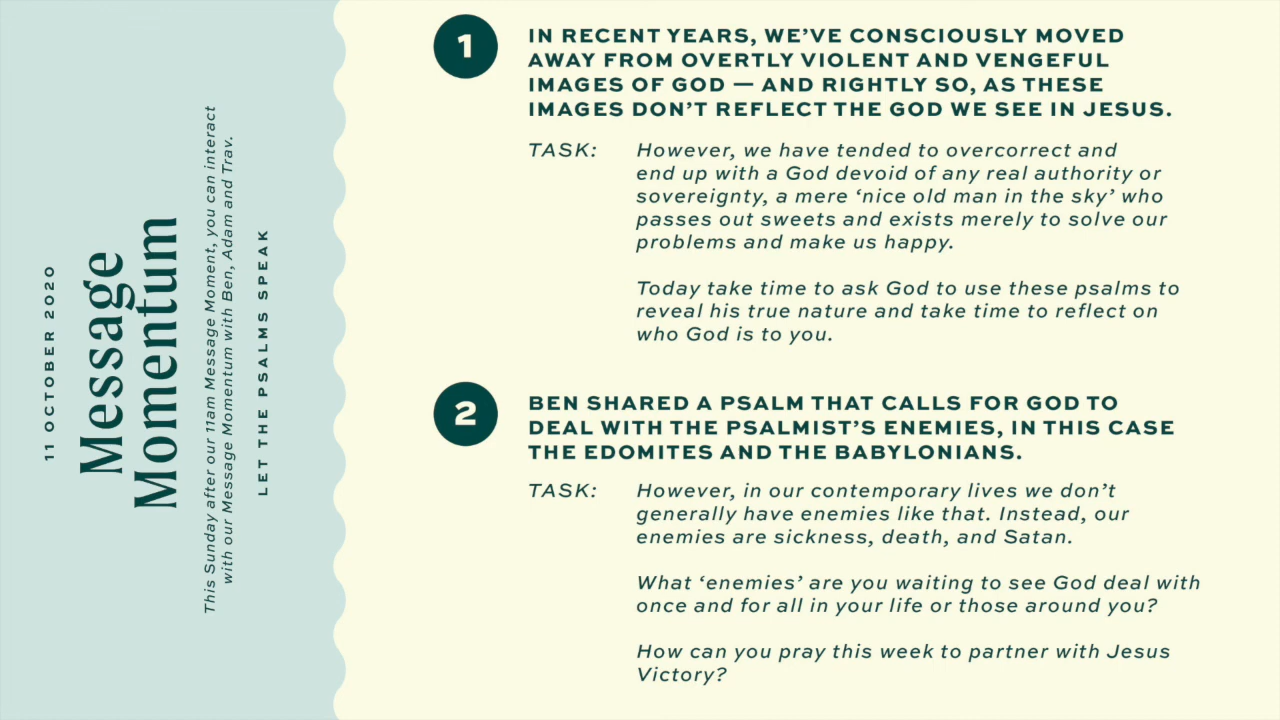 11 OCTOBER 2020
Message
Momentum
This Sunday after our 11am Message Moment, you can interact
with our Message Momentum with Ben, Adam and Trav.
LET THE PSALMS SPEAK
1
IN RECENT YEARS, WE’VE CONSCIOUSLY MOVED
AWAY FROM OVERTLY VIOLENT AND VENGEFUL
IMAGES OF GOD — AND RIGHTLY SO, AS THESE
IMAGES DON’T REFLECT THE GOD WE SEE IN JESUS.
TASK: However, we have tended to overcorrect and
end up with a God devoid of any real authority or
sovereignty, a mere ‘nice old man in the sky’ who
passes out sweets and exists merely to solve our
problems and make us happy.
Today take time to ask God to use these psalms to
reveal his true nature and take time to reflect on
who God is to you.
2
BEN SHARED A PSALM THAT CALLS FOR GOD TO
DEAL WITH THE PSALMIST’S ENEMIES, IN THIS CASE
THE EDOMITES AND THE BABYLONIANS.
TASK: However, in our contemporary lives we don’t
generally have enemies like that. Instead, our
enemies are sickness, death, and Satan.
What ‘enemies’ are you waiting to see God deal with
once and for all in your life or those around you?
How can you pray this week to partner with Jesus
Victory?